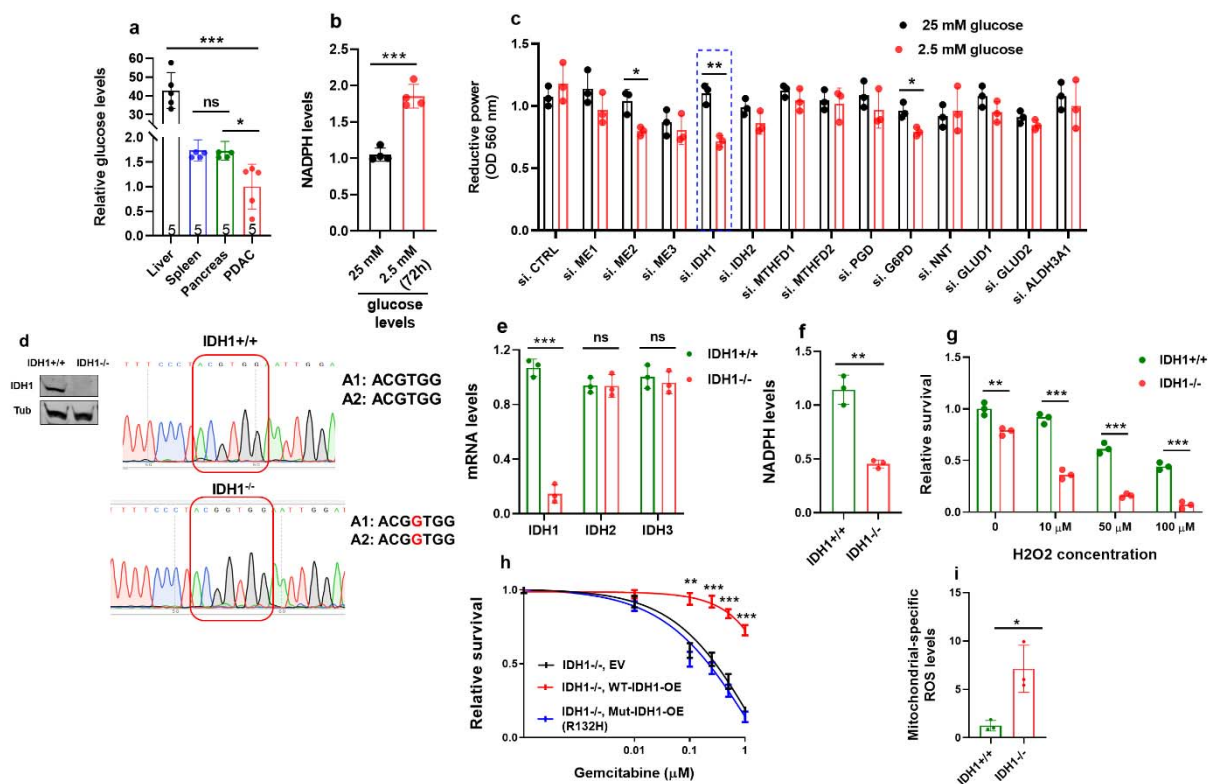 a
Relative glucose levels
60
50
40
30
20
2.0
1.5
1.0
0.5
0.0
***
ns
*
5
5
5
5
Liver
Spleen
Pancreas
PDAC
b
NADPH levels
2.5
2.0
1.5
1.0
0.5
0.0
***
25 mM
2.5 mM
(72h)
glucose
levels
c
25 mM glucose
2.5 mM glucose
Reductive power
(OD 560 nm)
1.5
1.0
0.5
0.0
*
**
*
si. CTRL
si. ME1
si. ME2
si. ME3
si. IDH1
si. IDH2
si. MTHFD1
si. MTHFD2
si. PGD
si. G6PD
si. NNT
si. GLUD1
si. GLUD2
si. ALDH3A1
d
IDH1+/+ IDH1-/-
IDH1
Tub
IDH1+/+
T T T C C C T A C G T G G A A T T G G A
A1: ACGTGG
A2: ACGTGG
IDH1-/-
A1: ACGGTGG
A2: ACGGTGG
e
mRNA levels
1.5
1.2
0.9
0.6
0.3
0.0
***
ns
ns
IDH1+/+
IDH1-/-
IDH1
IDH2
IDH3
f
NADPH levels
1.5
1.0
0.5
0.0
**
IDH1+/+
IDH1-/-
g
IDH1+/+
IDH1-/-
Relative survival
1.5
1.0
0.5
0.0
**
***
***
***
0
10 μM
50 μM
100 μM
H2O2 concentration
h
Relative survival
1.0
0.5
0.0
** *** *** ***
IDH1-/-, EV
IDH1-/-, WT-IDH1-OE
IDH1-/-, Mut-IDH1-OE
(R132H)
0.01
0.1
1
Gemcitabine (μM)
i
Mitochondrial-specific
ROS levels
15
10
5
0
*
IDH1+/+
IDH1-/-